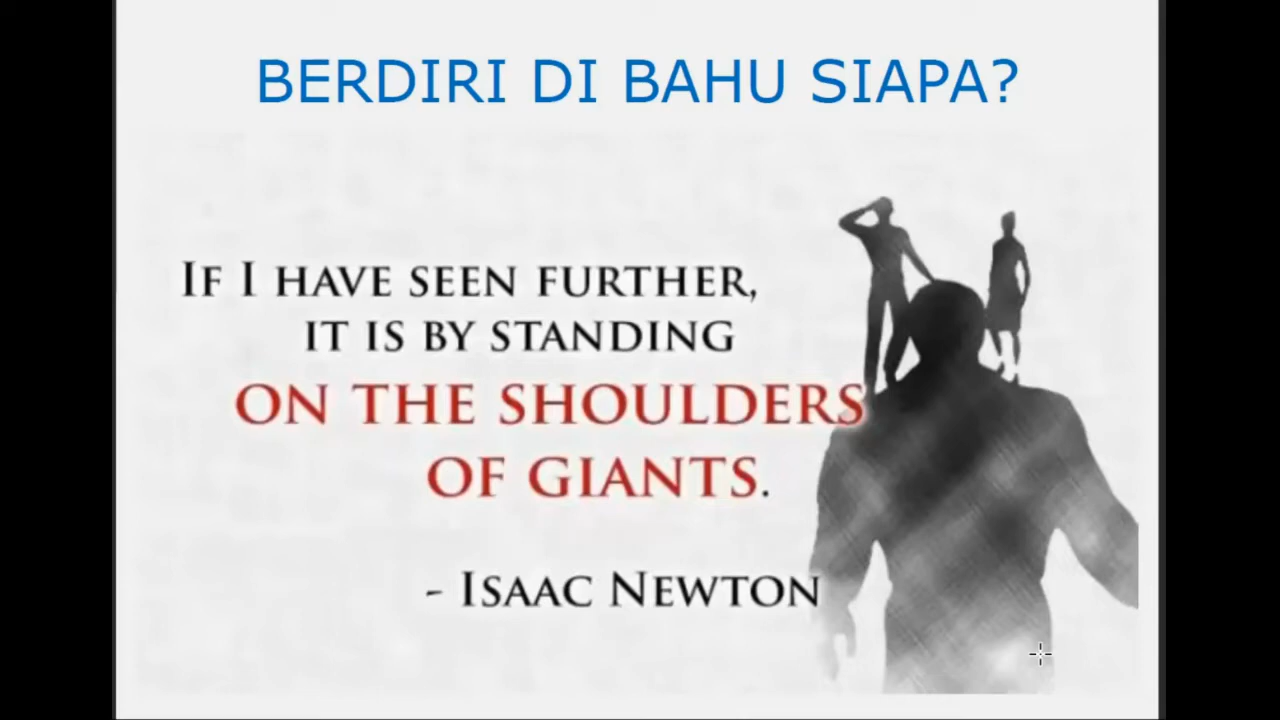 BERDIRI DI BAHU SIAPA?
IF I HAVE SEEN FURTHER,
IT IS BY STANDING
ON THE SHOULDERS
OF GIANTS.
- ISAAC NEWTON